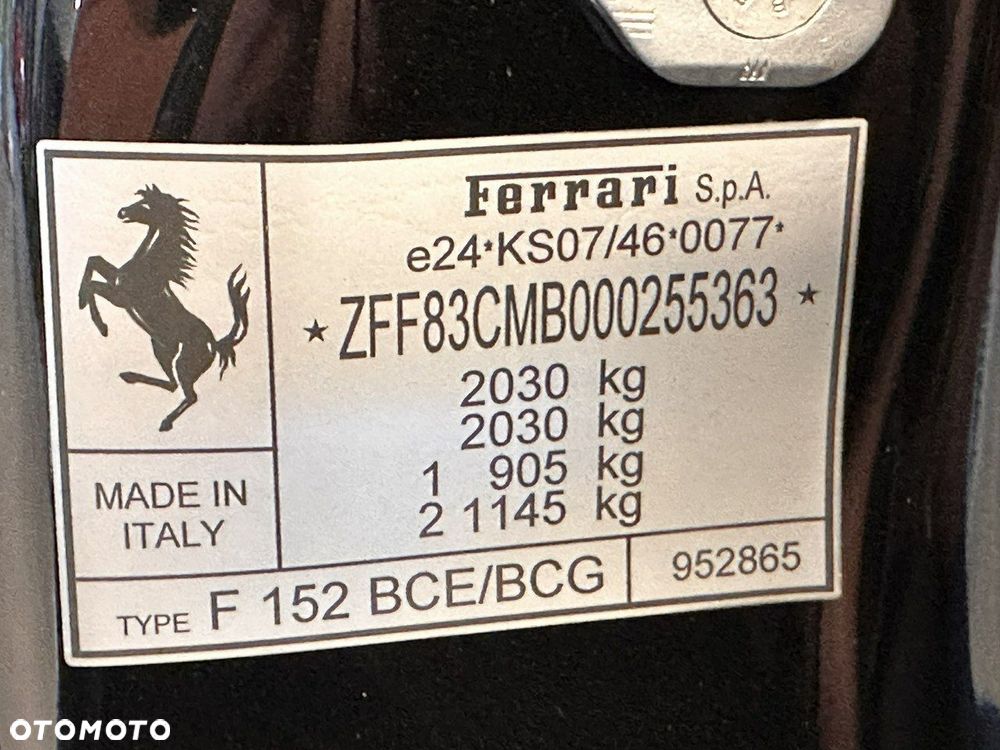 Ferrari S.p.A.
e24*KS07/46*0077*
★ ZFF83CMB000255363 ★
2030 kg
2030 kg
1 905 kg
2 1145 kg
MADE IN
ITALY
TYPE F 152 BCE/BCG
952865
OTOMOTO